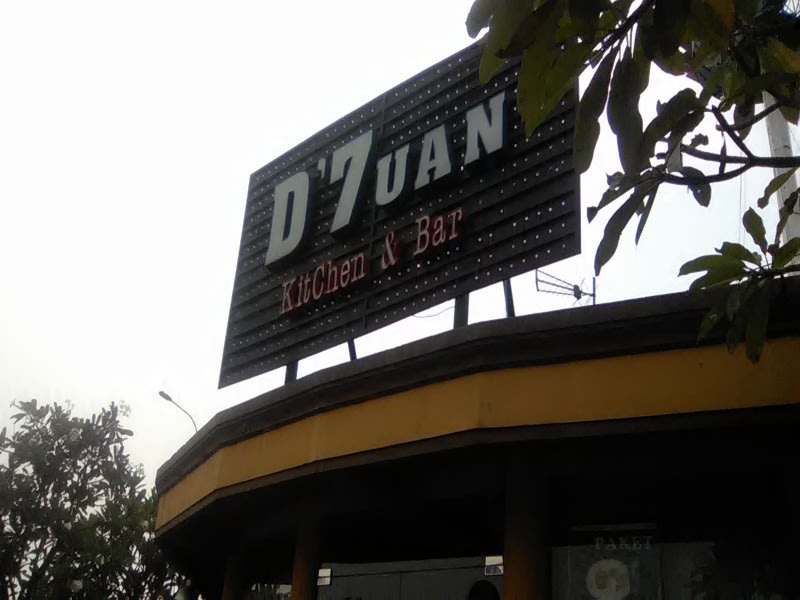 D'7UAN
KitChen & Bar
PAKET